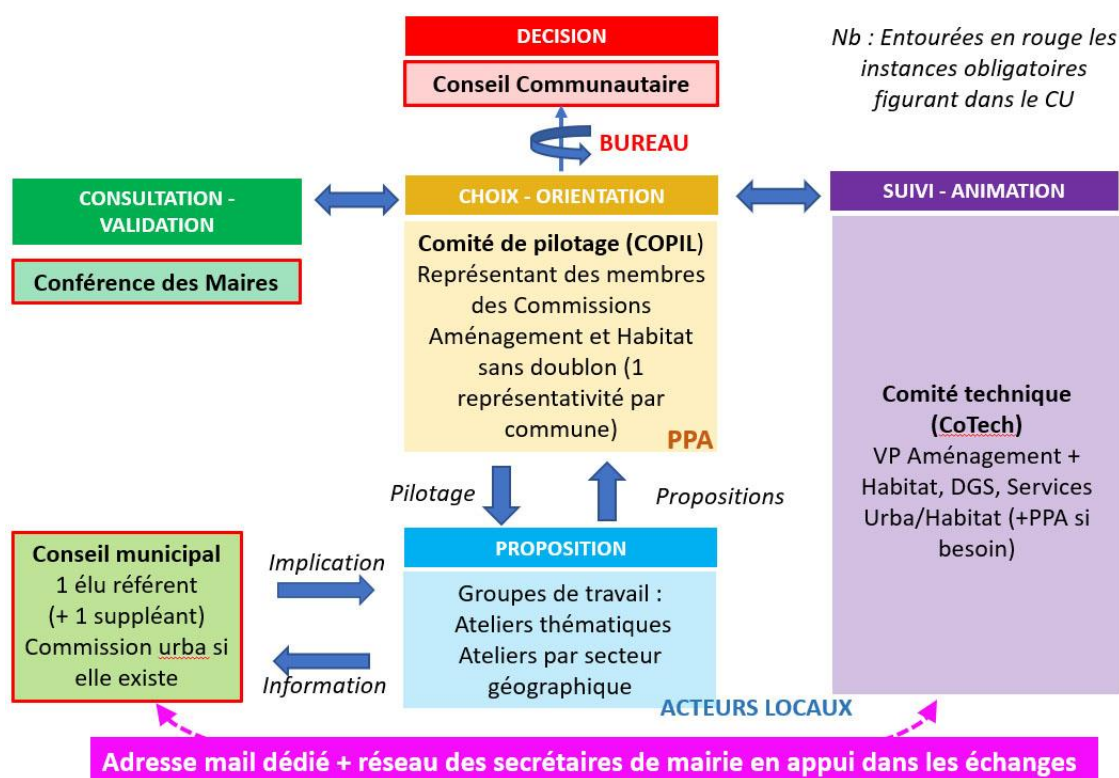 DECISION
Conseil Communautaire
Nb : Entourées en rouge les
instances obligatoires
figurant dans le CU
BUREAU
CONSULTATION -
VALIDATION
Conférence des Maires
CHOIX - ORIENTATION
Comité de pilotage (COPIL)
Représentant des membres
des Commissions
Aménagement et Habitat
sans doublon (1
représentativité par
commune)
PPA
SUIVI - ANIMATION
Comité technique
(CoTech)
VP Aménagement +
Habitat, DGS, Services
Urba/Habitat (+PPA si
besoin)
Pilotage
Propositions
Conseil municipal
1 élu référent
(+ 1 suppléant)
Commission urba si
elle existe
Implication
Information
PROPOSITION
Groupes de travail :
Ateliers thématiques
Ateliers par secteur
géographique
ACTEURS LOCAUX
Adresse mail dédié + réseau des secrétaires de mairie en appui dans les échanges